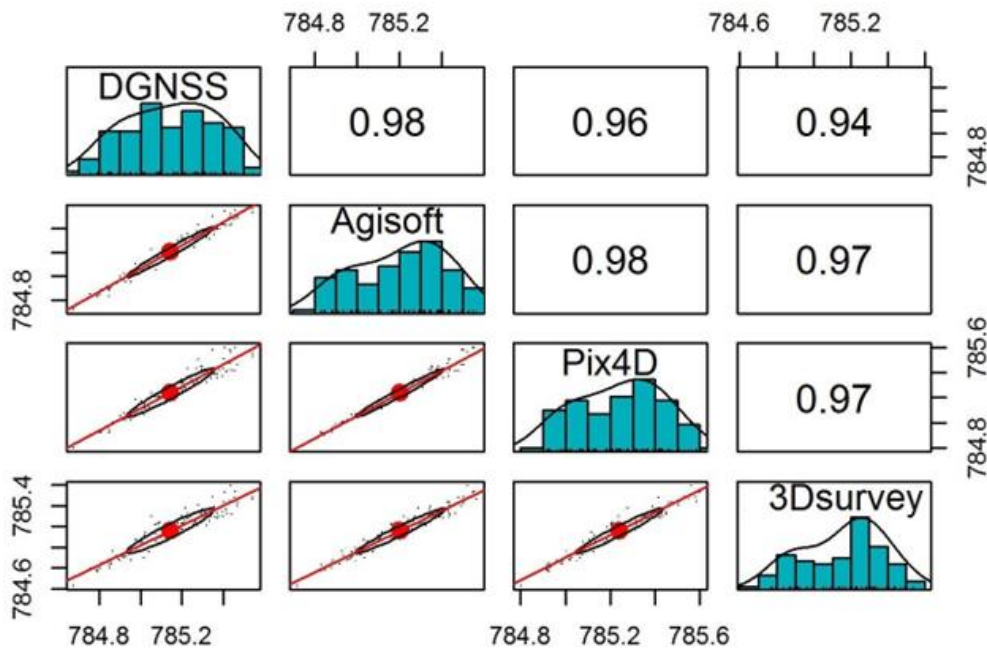 784.8 785.2 784.6 785.2
DGNSS 0.98 0.96 0.94 784.8
784.8 Agisoft 0.98 0.97
Pix4D 0.97 784.8 785.6
784.6 785.4 3Dsurvey
784.8 785.2 784.8 785.2 785.6